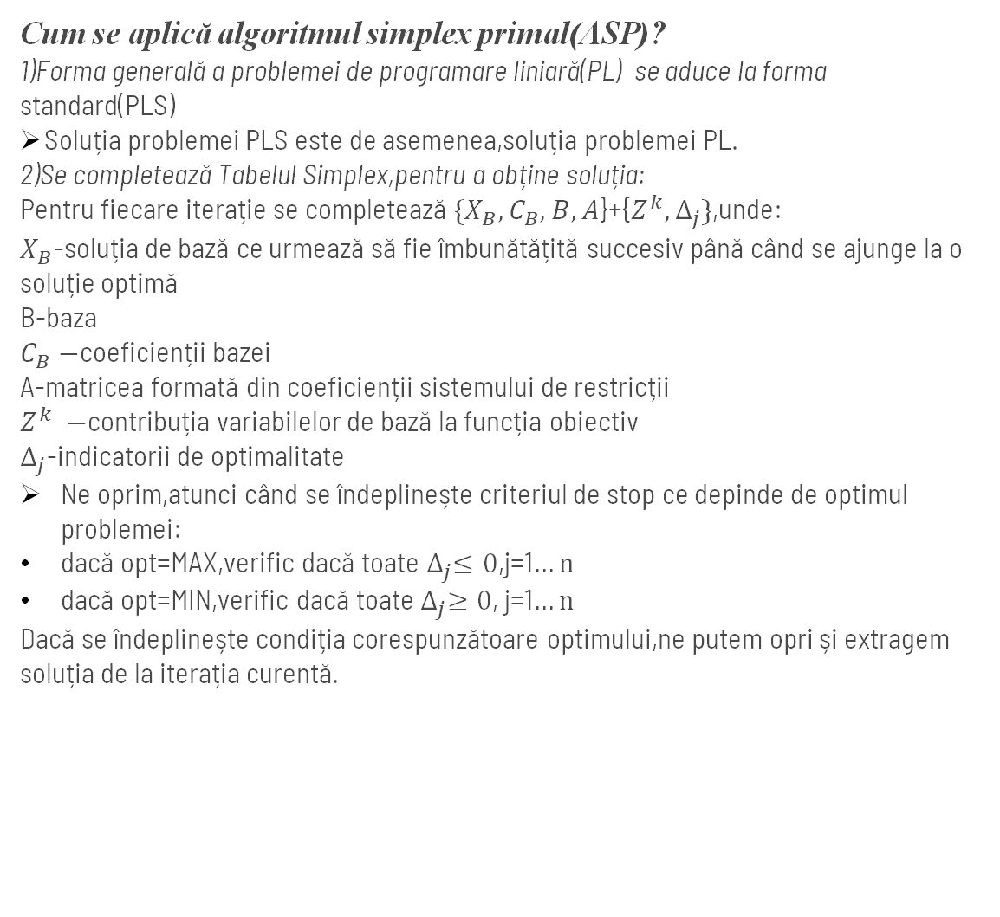 Cum se aplică algoritmul simplex primal(ASP)?
1)Forma generală a problemei de programare liniară(PL)  se aduce la forma
standard(PLS)
➢Soluția problemei PLS este de asemenea,soluția problemei PL.
2)Se completează Tabelul Simplex,pentru a obține soluția:
Pentru fiecare iterație se completează {X_B, C_B, B, A}+{Z^k, Δ_j},unde:
X_B-soluția de bază ce urmează să fie îmbunătățită succesiv până când se ajunge la o
soluție optimă
B-baza
C_B —coeficienții bazei
A-matricea formată din coeficienții sistemului de restricții
Z^k —contribuția variabilelor de bază la funcția obiectiv
Δ_j-indicatorii de optimalitate
➢ Ne oprim,atunci când se îndeplinește criteriul de stop ce depinde de optimul
problemei:
• dacă opt=MAX,verific dacă toate Δ_j≤ 0,j=1… n
• dacă opt=MIN,verific dacă toate Δ_j≥ 0, j=1… n
Dacă se îndeplinește condiția corespunzătoare optimului,ne putem opri și extragem
soluția de la iterația curentă.